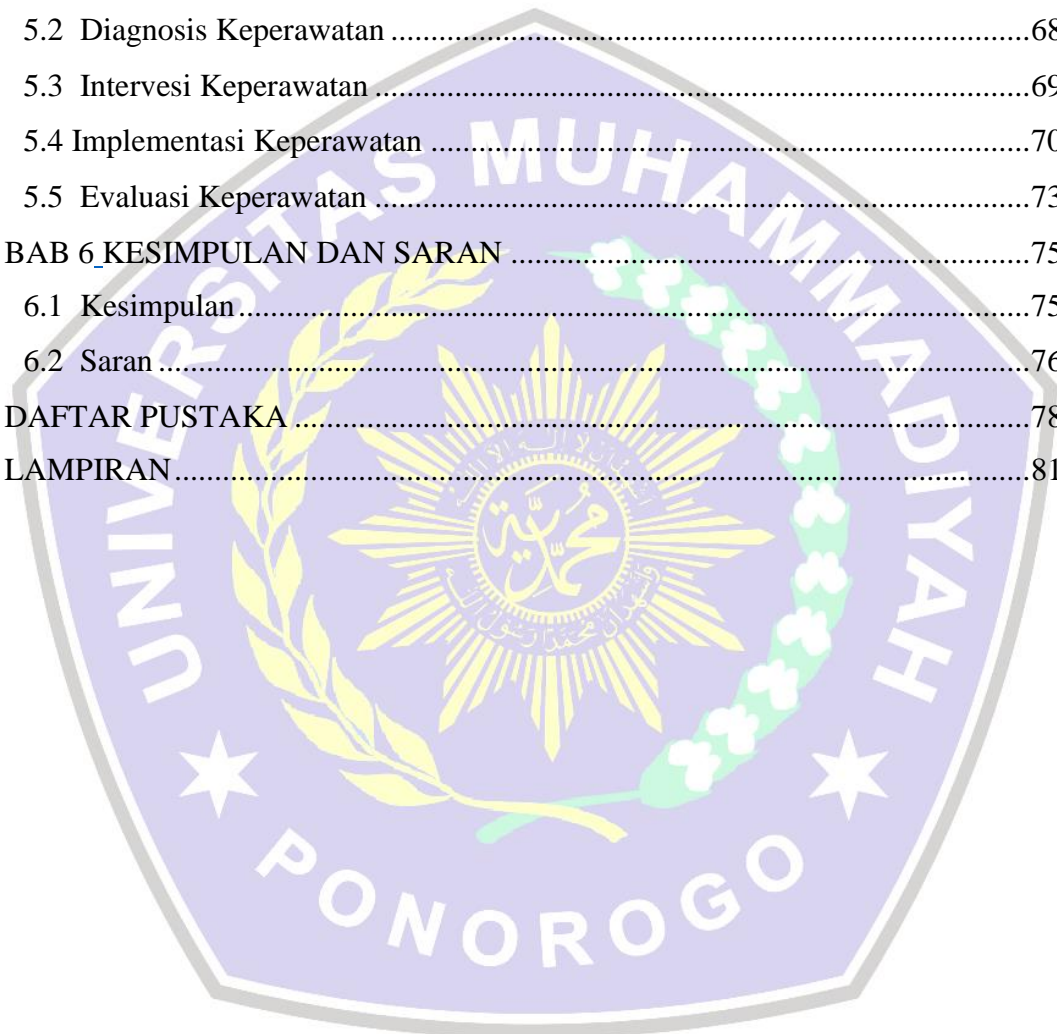 5.2 Diagnosis Keperawatan ........................................ 68
5.3 Intervesi Keperawatan ........................................ 69
5.4 Implementasi Keperawatan ........................................ 70
5.5 Evaluasi Keperawatan ........................................ 73
BAB 6 KESIMPULAN DAN SARAN ........................................ 75
6.1 Kesimpulan ........................................ 75
6.2 Saran ........................................ 76
DAFTAR PUSTAKA ........................................ 78
LAMPIRAN ........................................ 81
UNIVERSITAS MUHAMMADIYAH
محمدية
PONOROGO